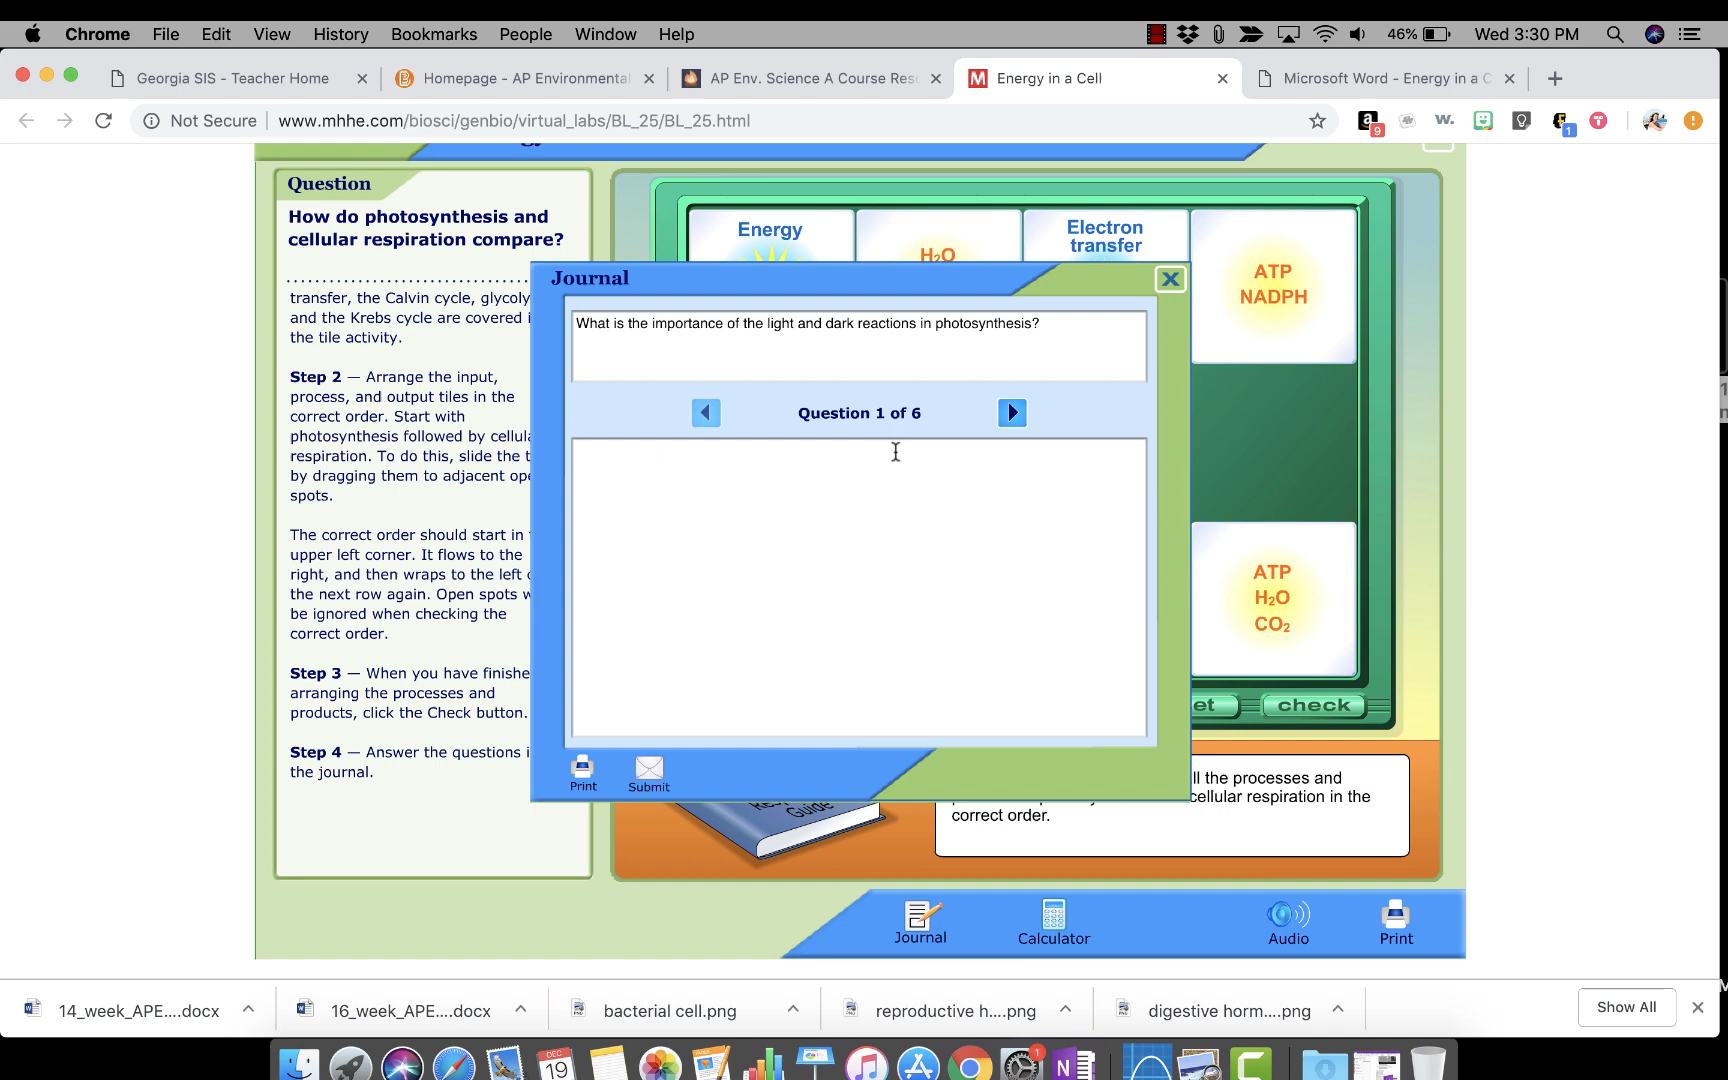 Chrome File Edit View History Bookmarks People Window Help 46% Wed 3:30 PM
Georgia SIS - Teacher Home
Homepage - AP Environmental
AP Env. Science A Course Res
Energy in a Cell
Microsoft Word - Energy in a C
Not Secure www.mhhe.com/biosci/genbio/virtual_labs/BL_25/BL_25.html
Question
How do photosynthesis and
cellular respiration compare?
transfer, the Calvin cycle, glycoly
and the Krebs cycle are covered i
the tile activity.
Step 2 — Arrange the input,
process, and output tiles in the
correct order. Start with
photosynthesis followed by cellula
respiration. To do this, slide the t
by dragging them to adjacent ope
spots.
The correct order should start in
upper left corner. It flows to the
right, and then wraps to the left o
the next row again. Open spots w
be ignored when checking the
correct order.
Step 3 — When you have finishe
arranging the processes and
products, click the Check button.
Step 4 — Answer the questions i
the journal.
Energy
H₂O
Electron
transfer
ATP
NADPH
Journal
X
What is the importance of the light and dark reactions in photosynthesis?
Question 1 of 6
Print
Submit
ATP
H₂O
CO₂
et
check
Guide
ll the processes and
cellular respiration in the
correct order.
Journal
Calculator
Audio
Print
14_week_APE....docx
16_week_APE....docx
bacterial cell.png
reproductive h....png
digestive horm....png
Show All
DEC
19
1